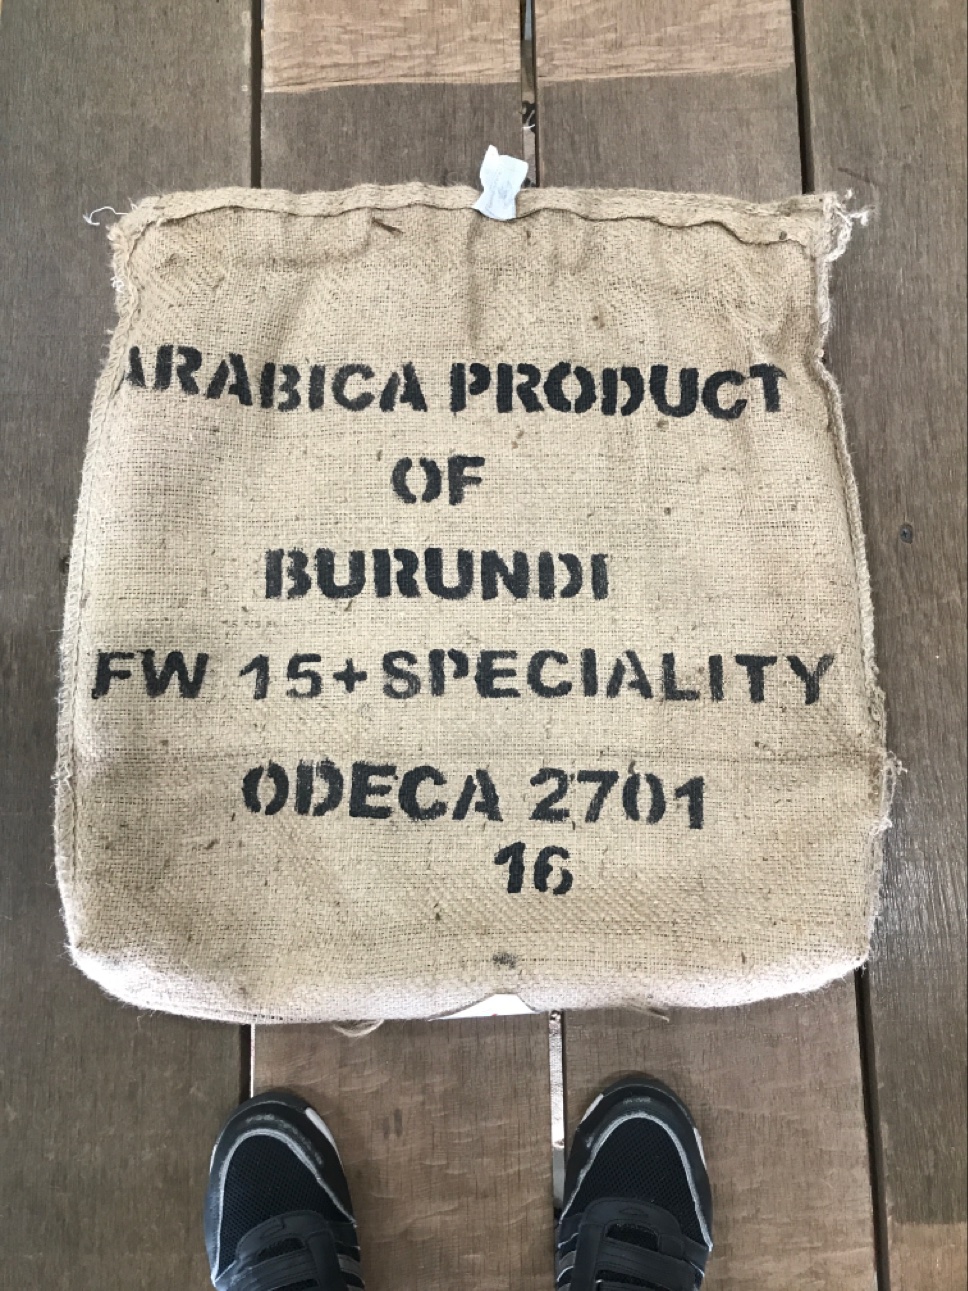 ARABICA PRODUCT
OF
BURUNDI
FW 15+SPECIALITY
ODECA 2701
16